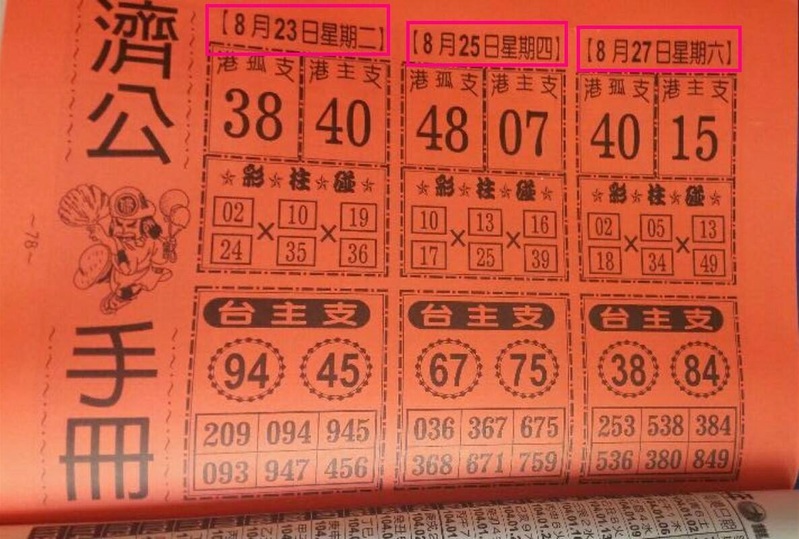 濟公手冊
~78~
【8月23日星期二】
港孤支 港主支
38 40
☆彩☆柱☆碰☆
02 × 10 × 19
24 35 36
台主支
94 45
209 094 945
093 947 456
【8月25日星期四】
港孤支 港主支
48 07
☆彩☆柱☆碰☆
10 × 13 × 16
17 25 39
台主支
67 75
036 367 675
368 671 759
【8月27日星期六】
港孤支 港主支
40 15
☆彩☆柱☆碰☆
02 × 05 × 13
18 34 49
台主支
38 84
253 538 384
536 380 849